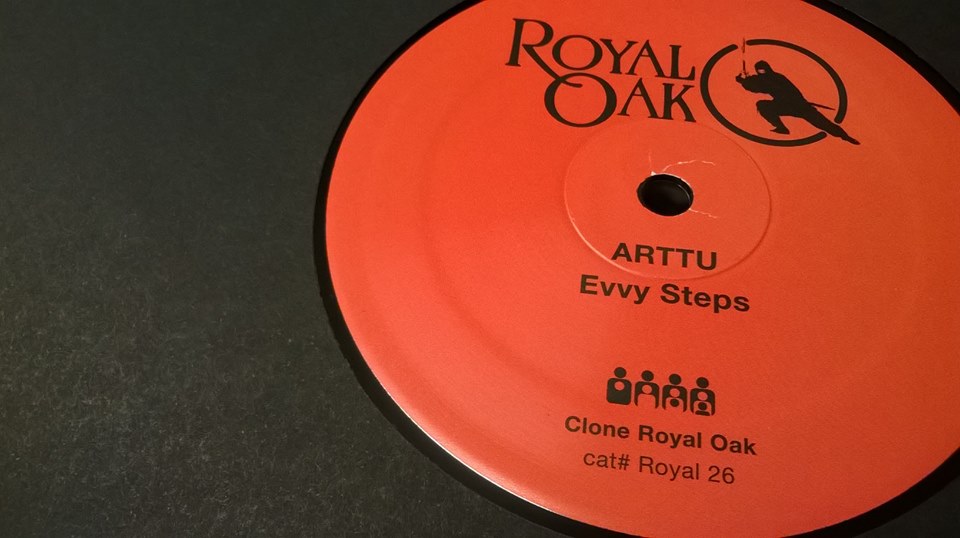 ROYAL
OAK
ARTTU
Evvy Steps
Clone Royal Oak
cat# Royal 26